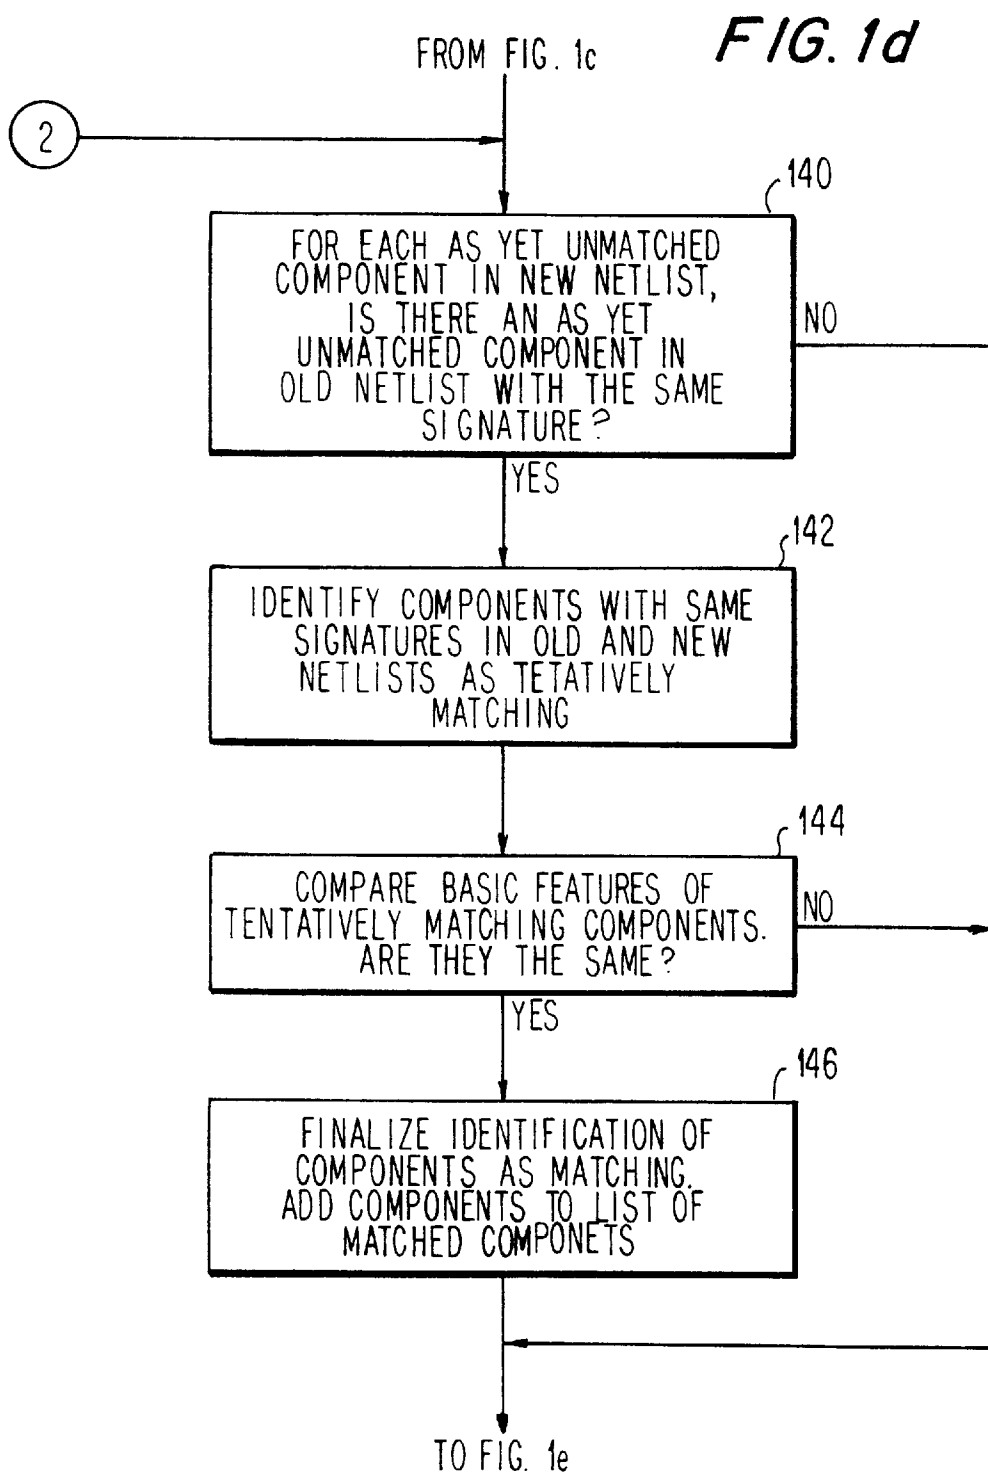 FIG. 1d
FROM FIG. 1c
2
140
FOR EACH AS YET UNMATCHED
COMPONENT IN NEW NETLIST,
IS THERE AN AS YET
UNMATCHED COMPONENT IN
OLD NETLIST WITH THE SAME
SIGNATURE?
NO
YES
142
IDENTIFY COMPONENTS WITH SAME
SIGNATURES IN OLD AND NEW
NETLISTS AS TETATIVELY
MATCHING
144
COMPARE BASIC FEATURES OF
TENTATIVELY MATCHING COMPONENTS.
ARE THEY THE SAME?
NO
YES
146
FINALIZE IDENTIFICATION OF
COMPONENTS AS MATCHING.
ADD COMPONENTS TO LIST OF
MATCHED COMPONETS
TO FIG. 1e